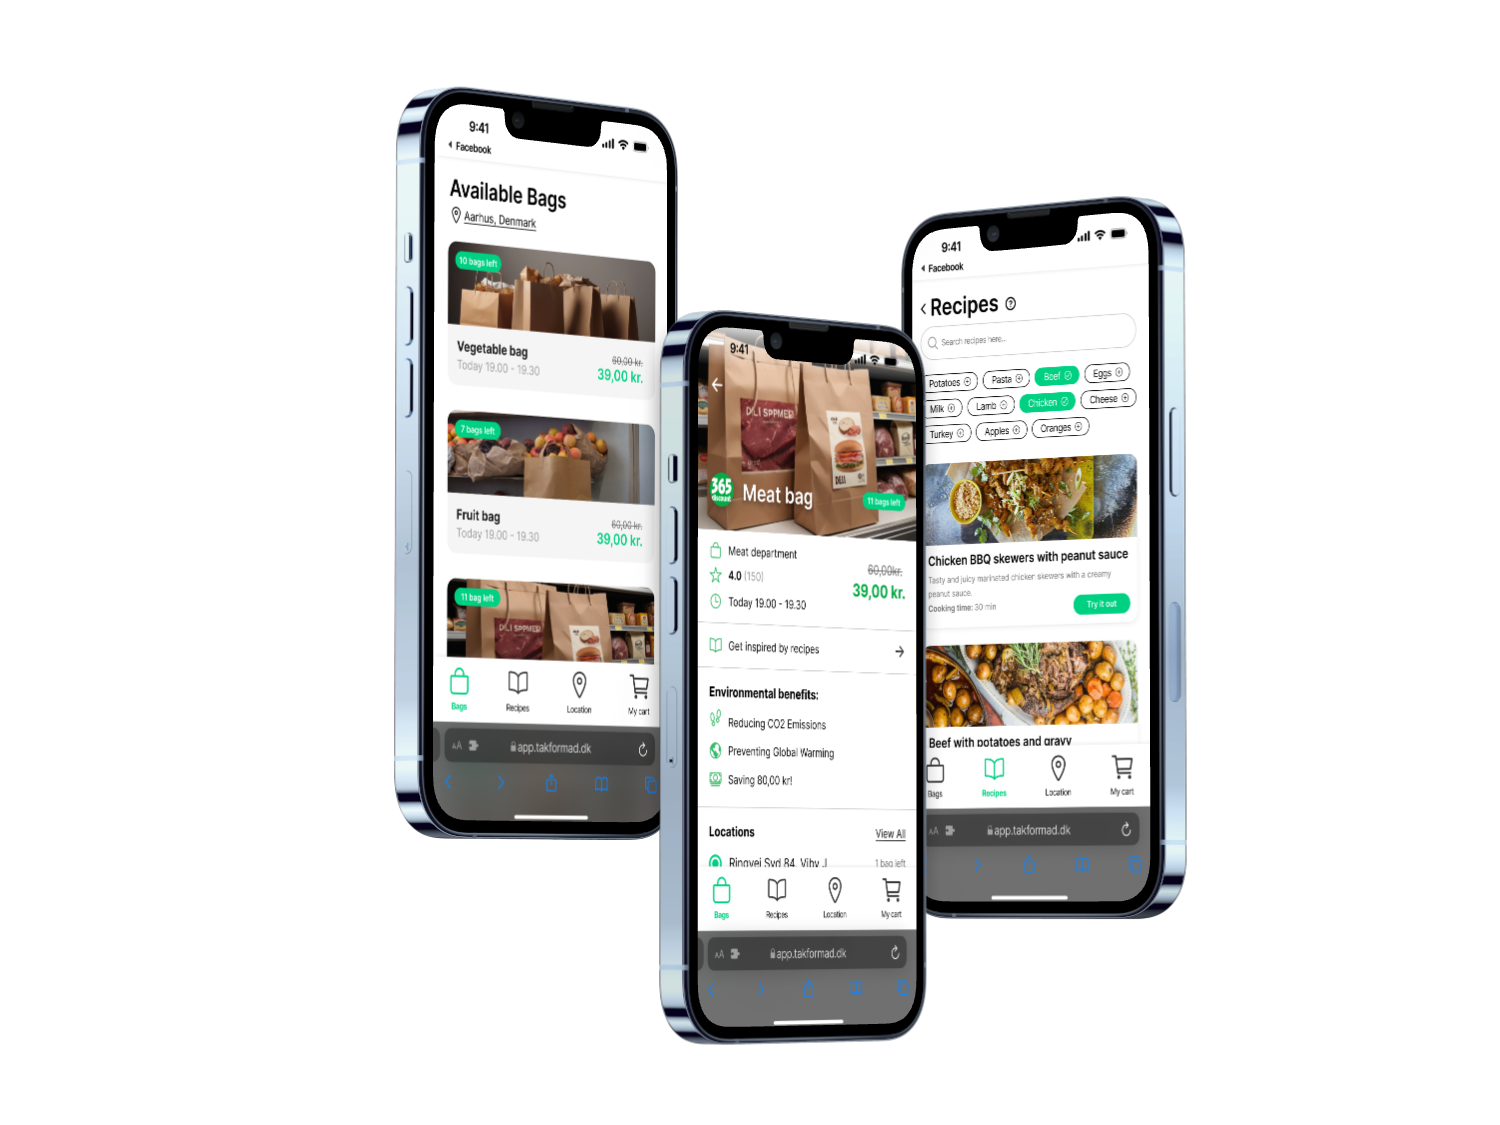 9:41
Facebook
Available Bags
Aarhus, Denmark
10 bags left
Vegetable bag
Today 19.00 - 19.30
60,00 kr.
39,00 kr.
7 bags left
Fruit bag
Today 19.00 - 19.30
60,00 kr.
39,00 kr.
11 bag left
DILI SPPMEP
Bags
Recipes
Location
My cart
AA
app.takformad.dk
9:41
DILI SPPMEP
DELI
365
discount
Meat bag
11 bags left
Meat department
4.0 (150)
Today 19.00 - 19.30
60,00kr.
39,00 kr.
Get inspired by recipes
Environmental benefits:
Reducing CO2 Emissions
Preventing Global Warming
Saving 80,00 kr!
Locations
View All
Ringvej Syd 84, Viby J
1 bag left
Bags
Recipes
Location
My cart
AA
app.takformad.dk
9:41
Facebook
Recipes
Search recipes here...
Potatoes
Pasta
Beef
Eggs
Milk
Lamb
Chicken
Cheese
Turkey
Apples
Oranges
Chicken BBQ skewers with peanut sauce
Tasty and juicy marinated chicken skewers with a creamy
peanut sauce.
Cooking time: 30 min
Try it out
Beef with potatoes and gravy
Bags
Recipes
Location
My cart
AA
app.takformad.dk